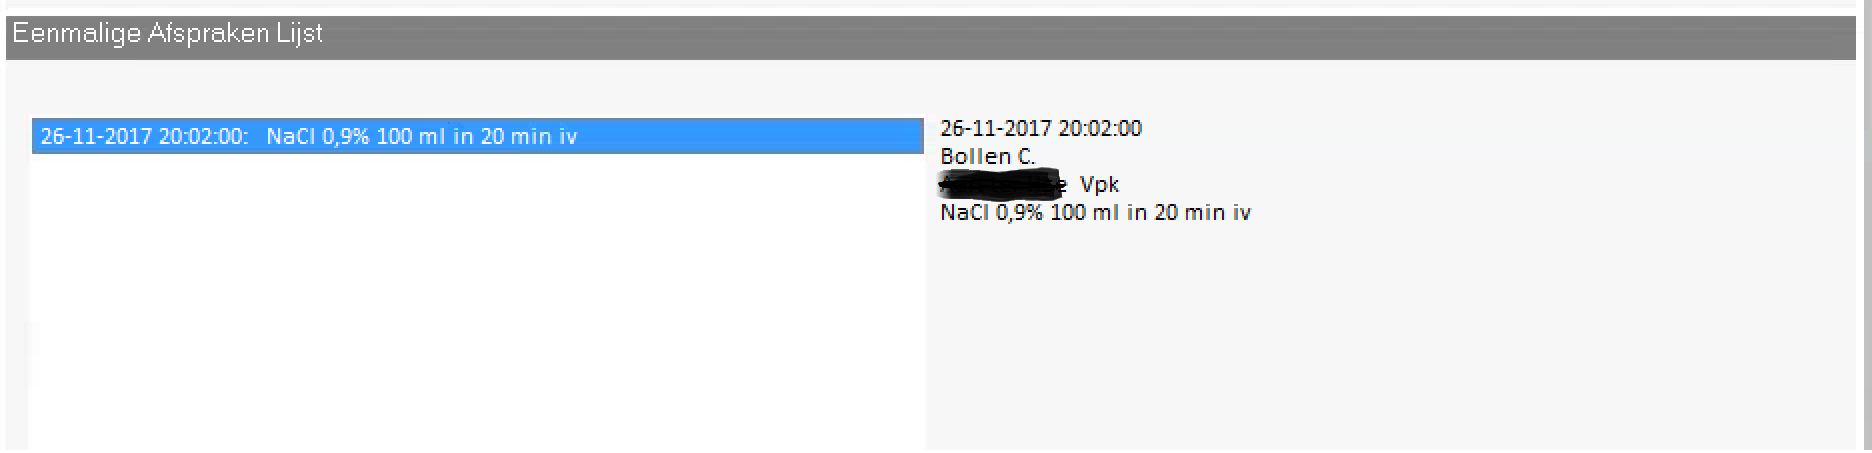 Eenmalige Afspraken Lijst
26-11-2017 20:02:00: NaCl 0,9% 100 ml in 20 min iv
26-11-2017 20:02:00
Bollen C.
Vpk
NaCl 0,9% 100 ml in 20 min iv